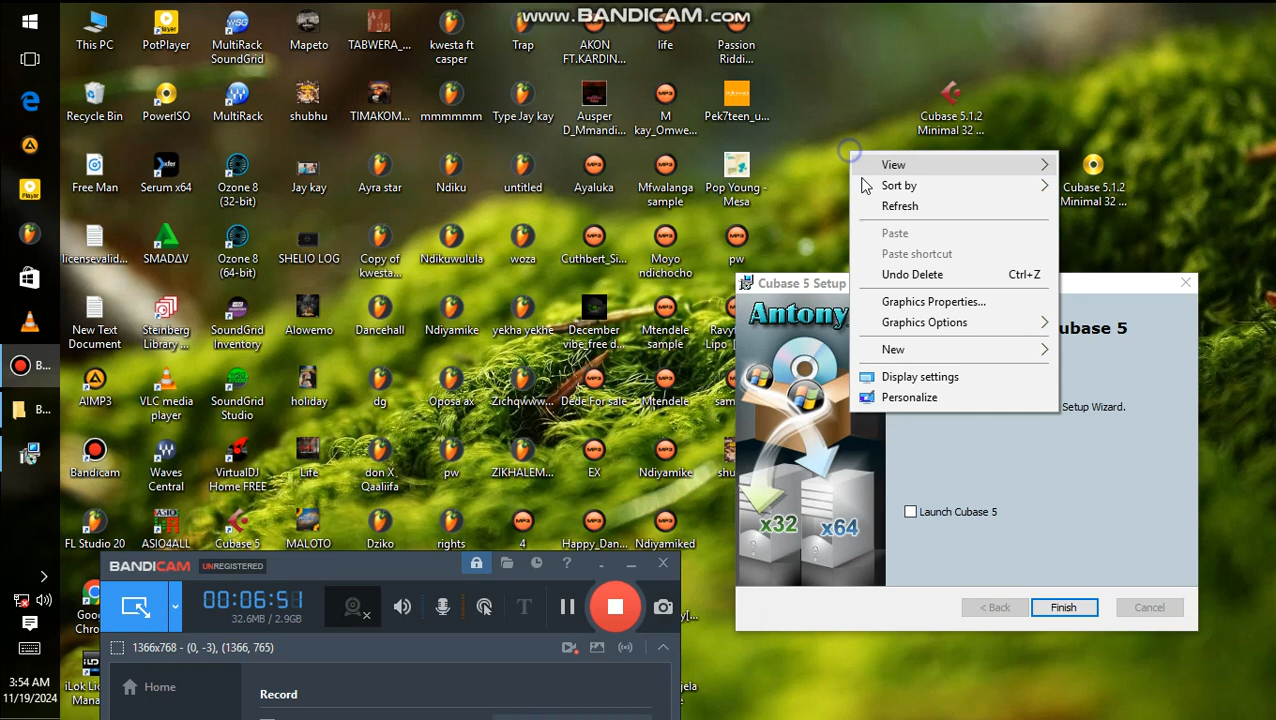 www.BANDICAM.com
This PC
PotPlayer
MultiRack
SoundGrid
Mapeto
TABWERA_...
kwesta ft
casper
Trap
AKON
FT.KARDIN...
life
Passion
Riddi...
Recycle Bin
PowerISO
MultiRack
shubhu
TIMAKOM...
mmmmmm
Type Jay kay
Ausper
D_Mmandi...
M
kay_Omwe...
Pek7teen_u...
Cubase 5.1.2
Minimal 32 ...
Free Man
Serum x64
Ozone 8
(32-bit)
Jay kay
Ayra star
Ndiku
untitled
Ayaluka
Mfwalanga
sample
Pop Young -
Mesa
Cubase 5.1.2
Minimal 32 ...
licensevalid...
SMADΔV
Ozone 8
(64-bit)
SHELIO LOG
Copy of
kwesta...
Ndikuwulula
woza
Cuthbert_Si...
Moyo
ndichocho
pw
New Text
Document
Steinberg
Library ...
SoundGrid
Inventory
Alowemo
Dancehall
Ndiyamike
yekha yekhe
December
vibe_free d...
Mtendele
sample
AIMP3
VLC media
player
SoundGrid
Studio
holiday
dg
Oposa ax
Zichqwww...
Dede For sale
Mtendele
Bandicam
Waves
Central
VirtualDJ
Home FREE
Life
don X
Qaaliifa
pw
ZIKHALEM...
EX
Ndiyamike
FL Studio 20
ASIO4ALL
Cubase 5
MALOTO
Dziko
rights
4
Happy_Dan...
Ndiyamiked
View
Sort by
Refresh
Paste
Paste shortcut
Undo Delete Ctrl+Z
Graphics Properties...
Graphics Options
New
Display settings
Personalize
Cubase 5 Setup
Antony
ubase 5
Setup Wizard.
x32
x64
Launch Cubase 5
< Back
Finish
Cancel
BANDICAM UNREGISTERED
00:06:51
32.6MB / 2.9GB
1366x768 - (0, -3), (1366, 765)
Home
Record
B...
B...
3:54 AM
11/19/2024